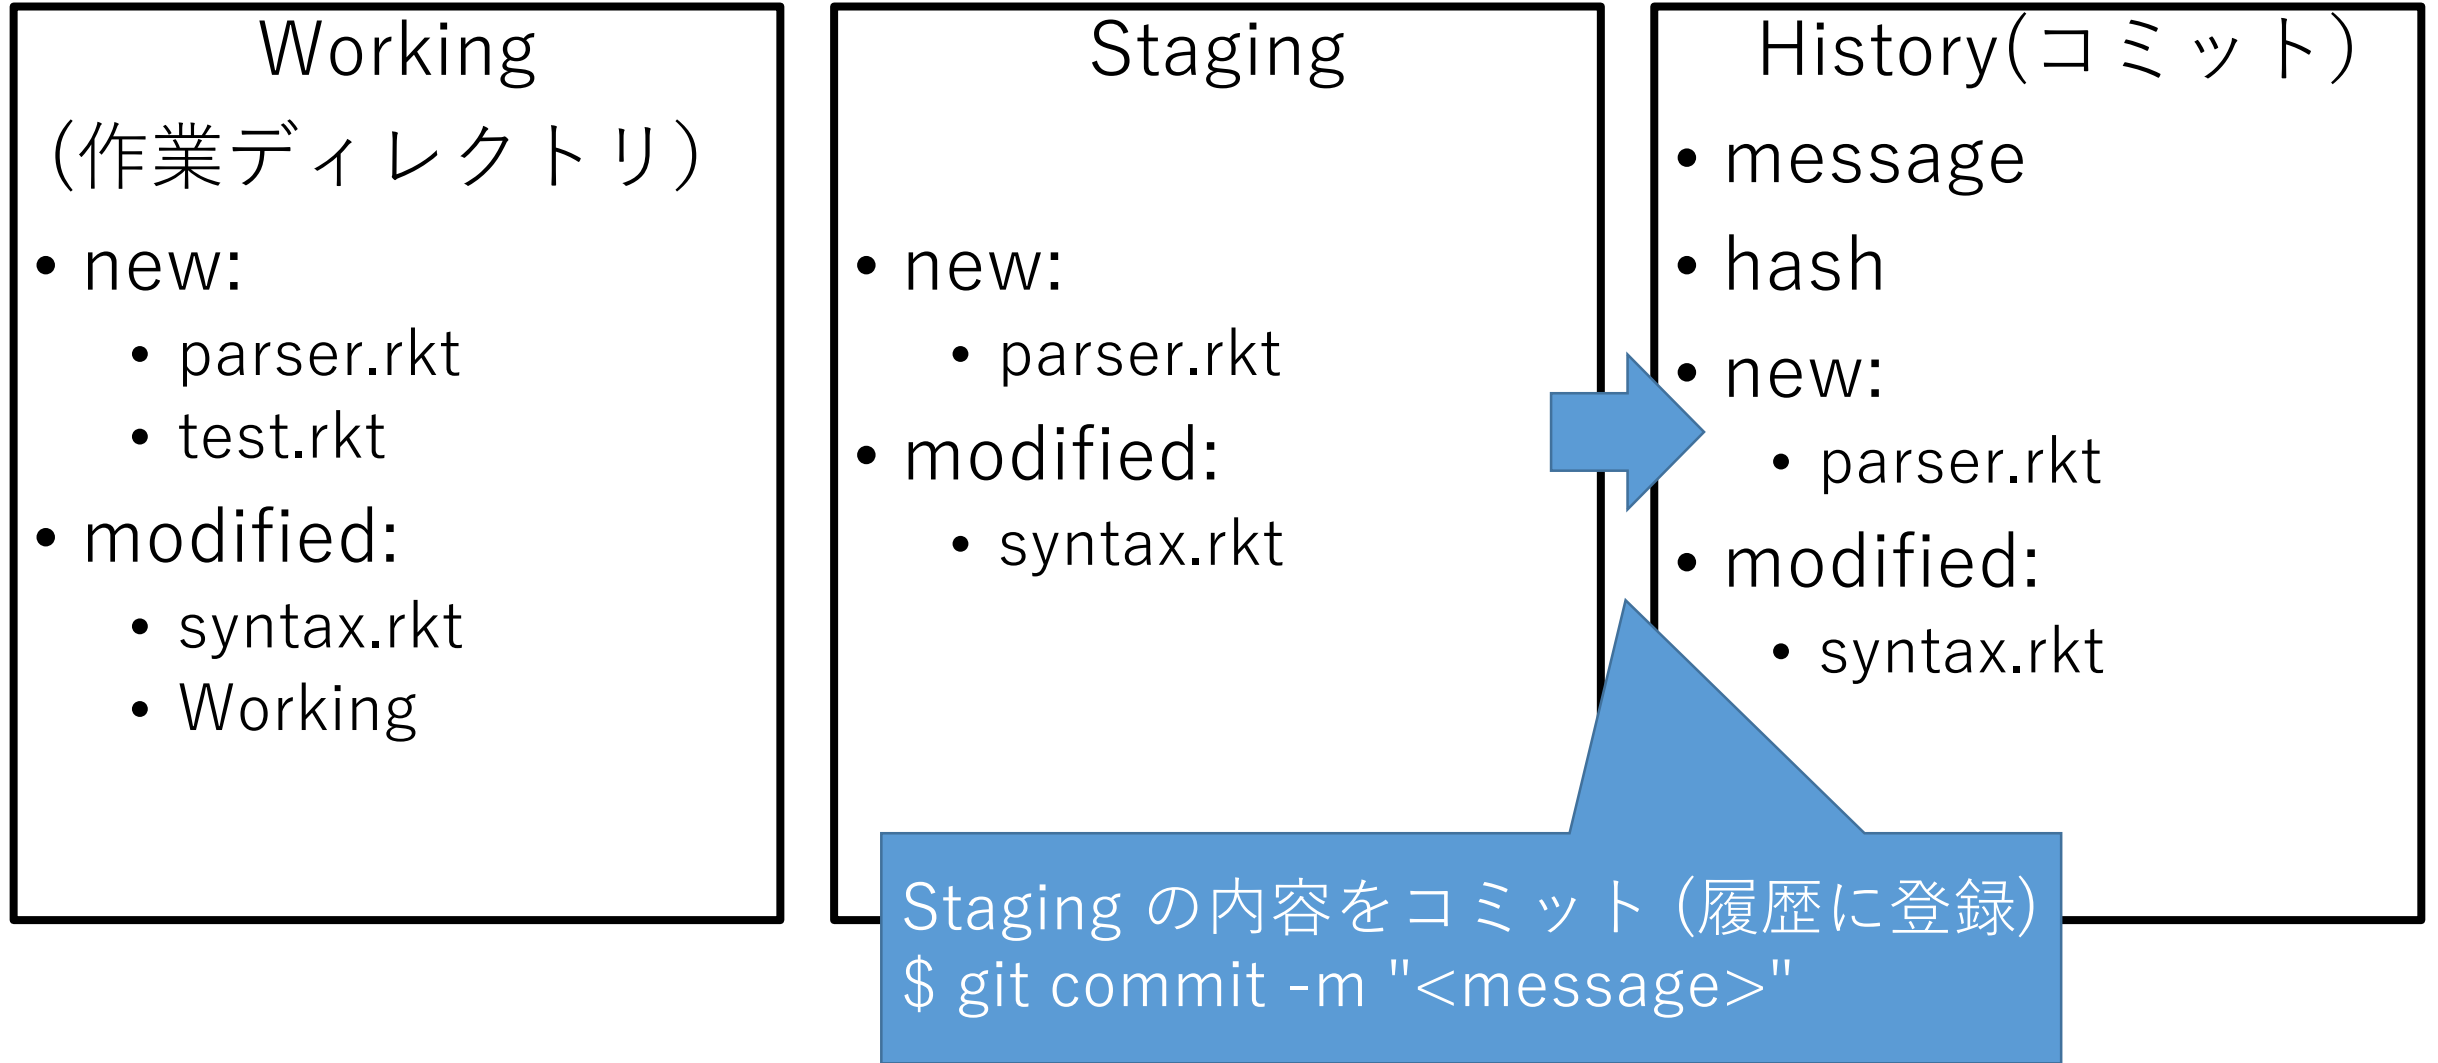 Working
(作業ディレクトリ)
• new:
• parser.rkt
• test.rkt
• modified:
• syntax.rkt
• Working
Staging
• new:
• parser.rkt
• modified:
• syntax.rkt
History(コミット)
• message
• hash
• new:
• parser.rkt
• modified:
• syntax.rkt
Staging の内容をコミット (履歴に登録)
$ git commit -m "<message>"